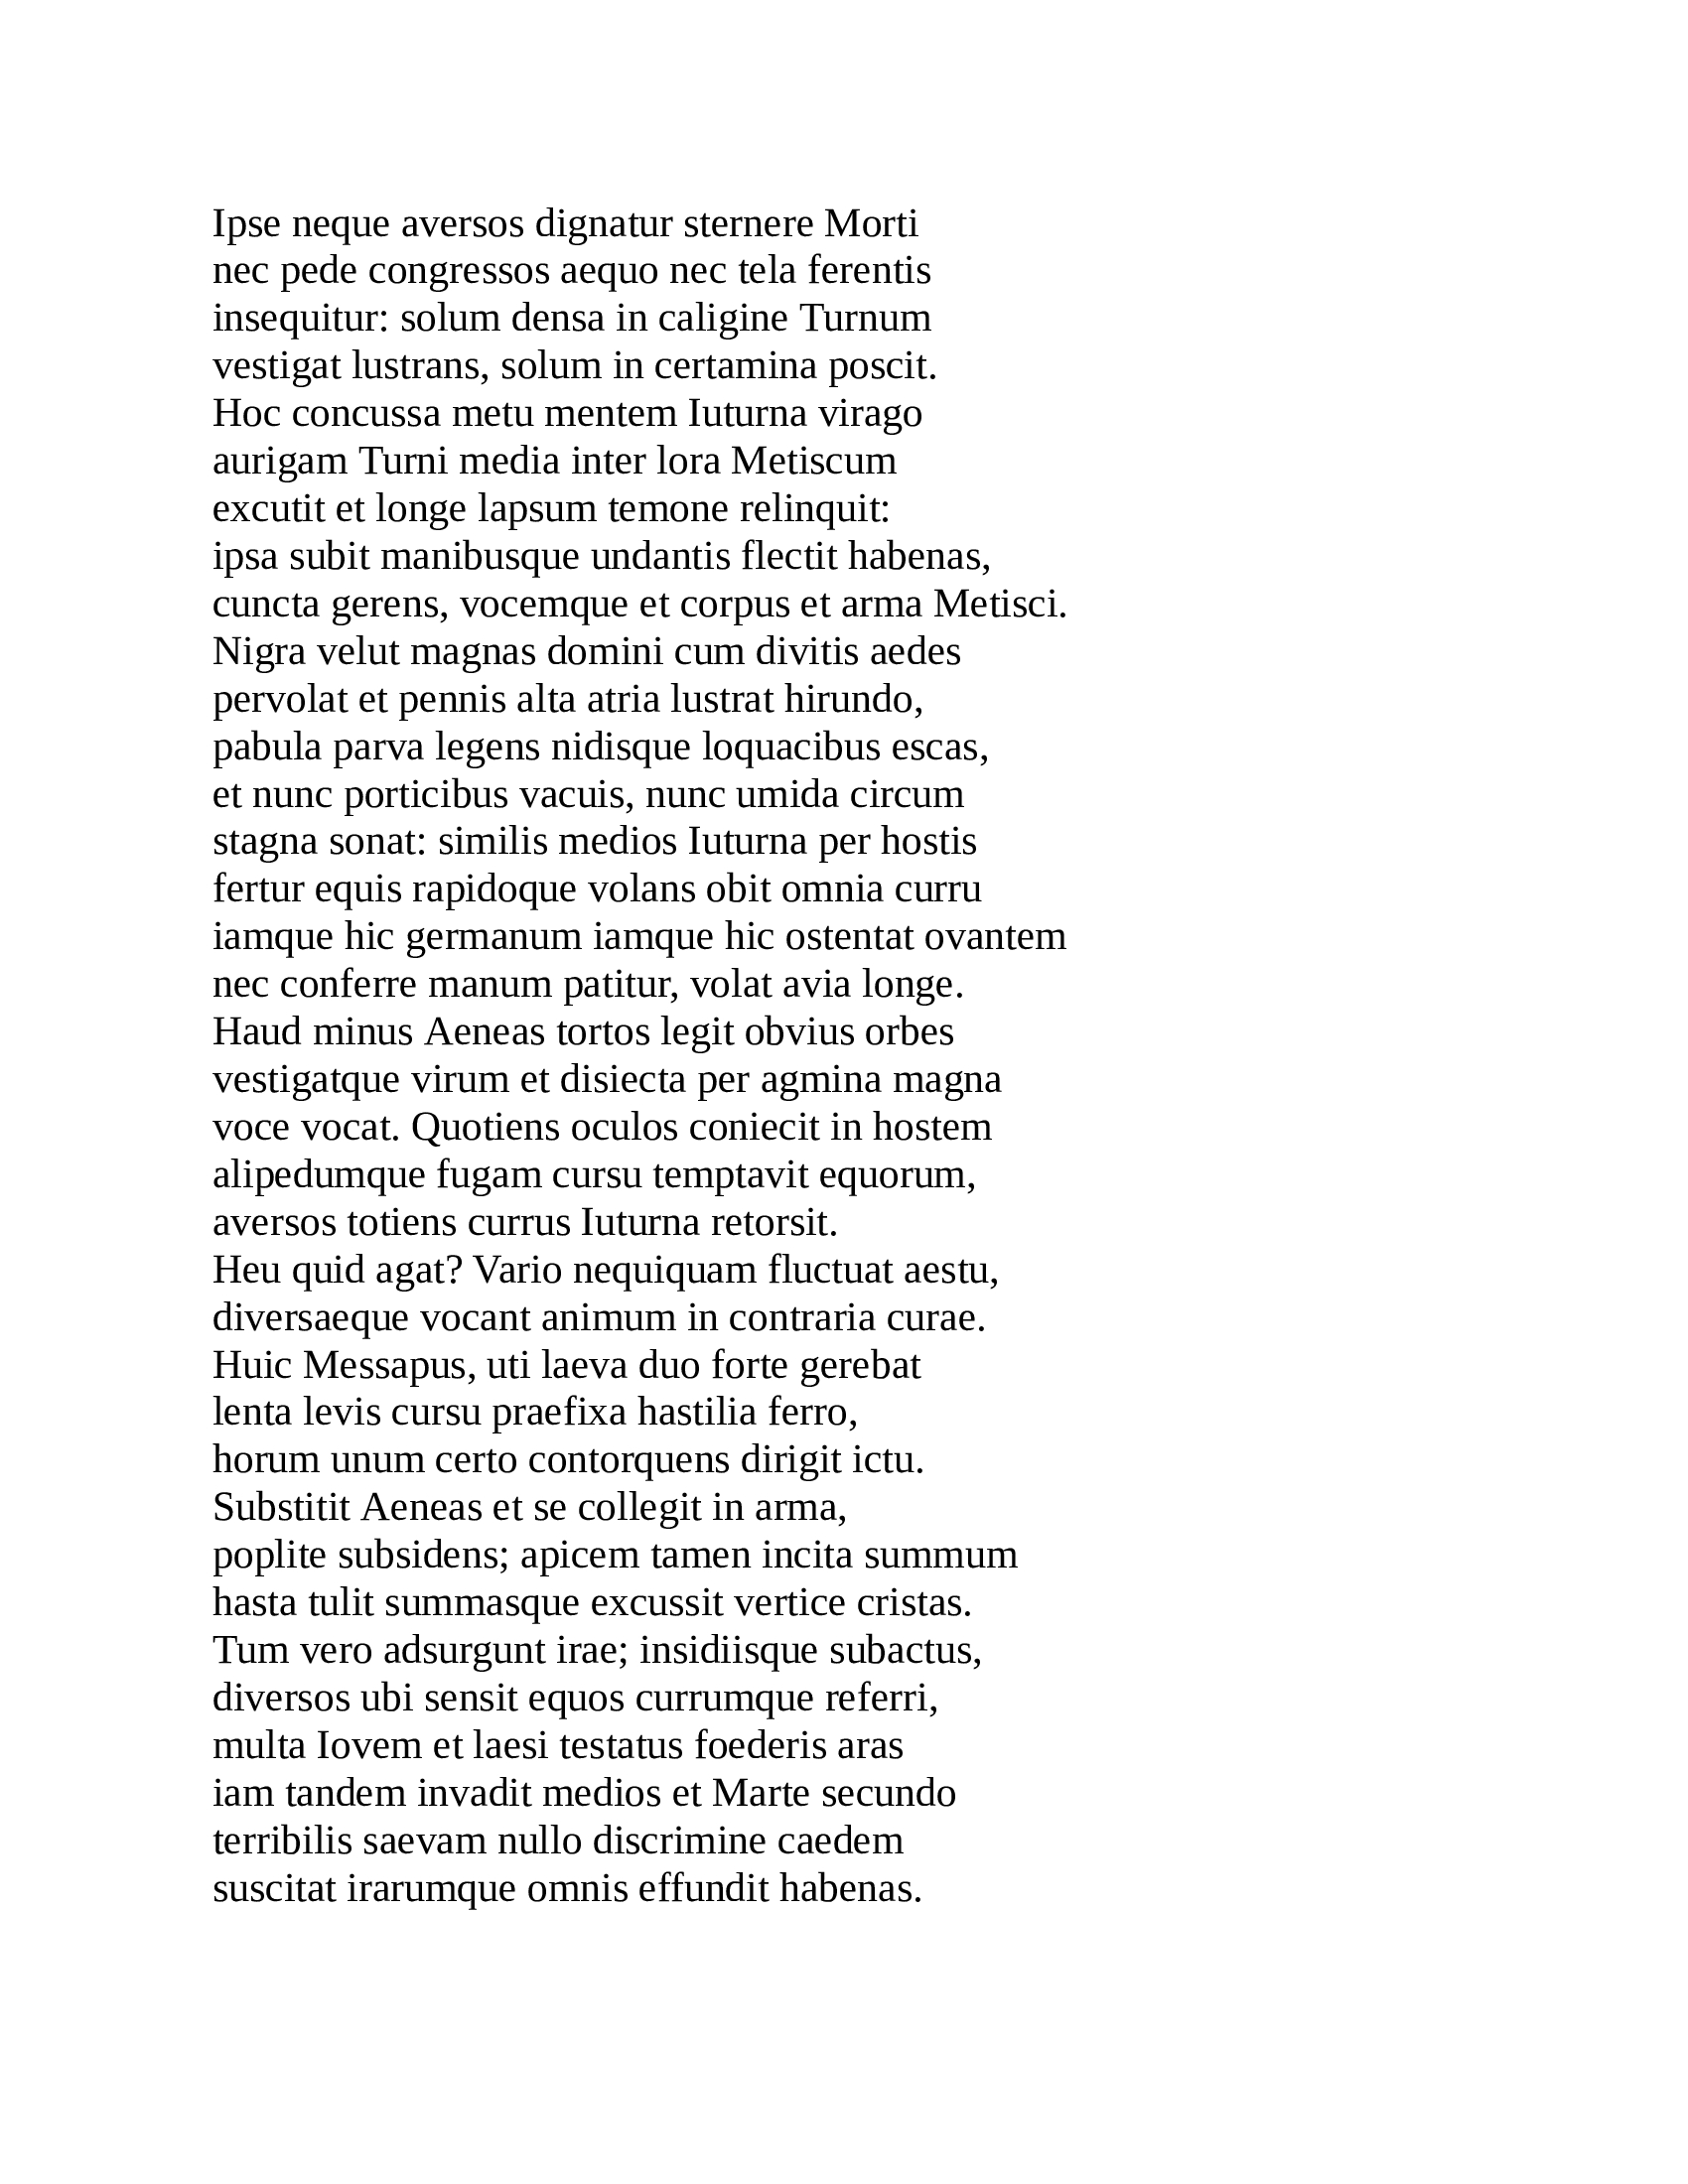 Ipse neque aversos dignatur sternere Morti
nec pede congressos aequo nec tela ferentis
insequitur: solum densa in caligine Turnum
vestigat lustrans, solum in certamina poscit.
Hoc concussa metu mentem Iuturna virago
aurigam Turni media inter lora Metiscum
excutit et longe lapsum temone relinquit:
ipsa subit manibusque undantis flectit habenas,
cuncta gerens, vocemque et corpus et arma Metisci.
Nigra velut magnas domini cum divitis aedes
pervolat et pennis alta atria lustrat hirundo,
pabula parva legens nidisque loquacibus escas,
et nunc porticibus vacuis, nunc umida circum
stagna sonat: similis medios Iuturna per hostis
fertur equis rapidoque volans obit omnia curru
iamque hic germanum iamque hic ostentat ovantem
nec conferre manum patitur, volat avia longe.
Haud minus Aeneas tortos legit obvius orbes
vestigatque virum et disiecta per agmina magna
voce vocat. Quotiens oculos coniecit in hostem
alipedumque fugam cursu temptavit equorum,
aversos totiens currus Iuturna retorsit.
Heu quid agat? Vario nequiquam fluctuat aestu,
diversaeque vocant animum in contraria curae.
Huic Messapus, uti laeva duo forte gerebat
lenta levis cursu praefixa hastilia ferro,
horum unum certo contorquens dirigit ictu.
Substitit Aeneas et se collegit in arma,
poplite subsidens; apicem tamen incita summum
hasta tulit summasque excussit vertice cristas.
Tum vero adsurgunt irae; insidiisque subactus,
diversos ubi sensit equos currumque referri,
multa Iovem et laesi testatus foederis aras
iam tandem invadit medios et Marte secundo
terribilis saevam nullo discrimine caedem
suscitat irarumque omnis effundit habenas.